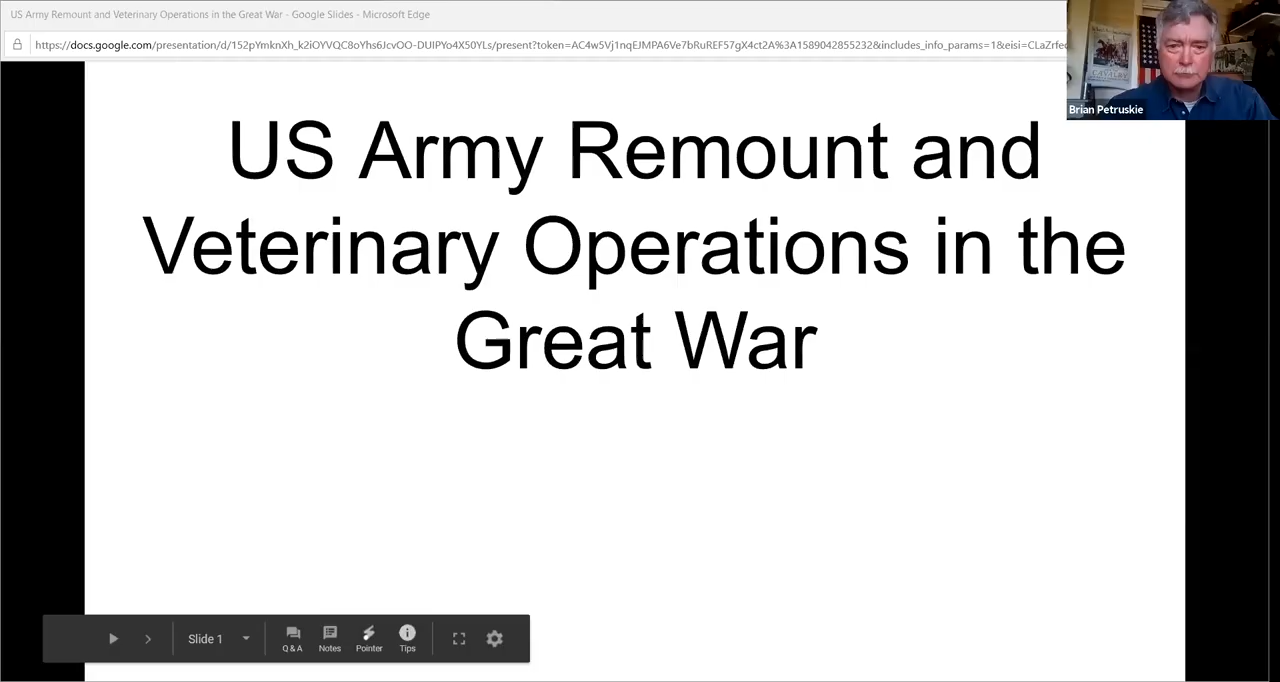 US Army Remount and Veterinary Operations in the Great War - Google Slides - Microsoft Edge
https://docs.google.com/presentation/d/152pYmknXh_k2iOYVQC8oYhs6JcvOO-DUIPYo4X50YLs/present?token=AC4w5Vj1nqEJMPA6Ve7bRuREF57gX4ct2A%3A1589042855232&includes_info_params=1&eisi=CLaZrfec
Brian Petruskie
US Army Remount and
Veterinary Operations in the
Great War
Slide 1
Q & A
Notes
Pointer
Tips